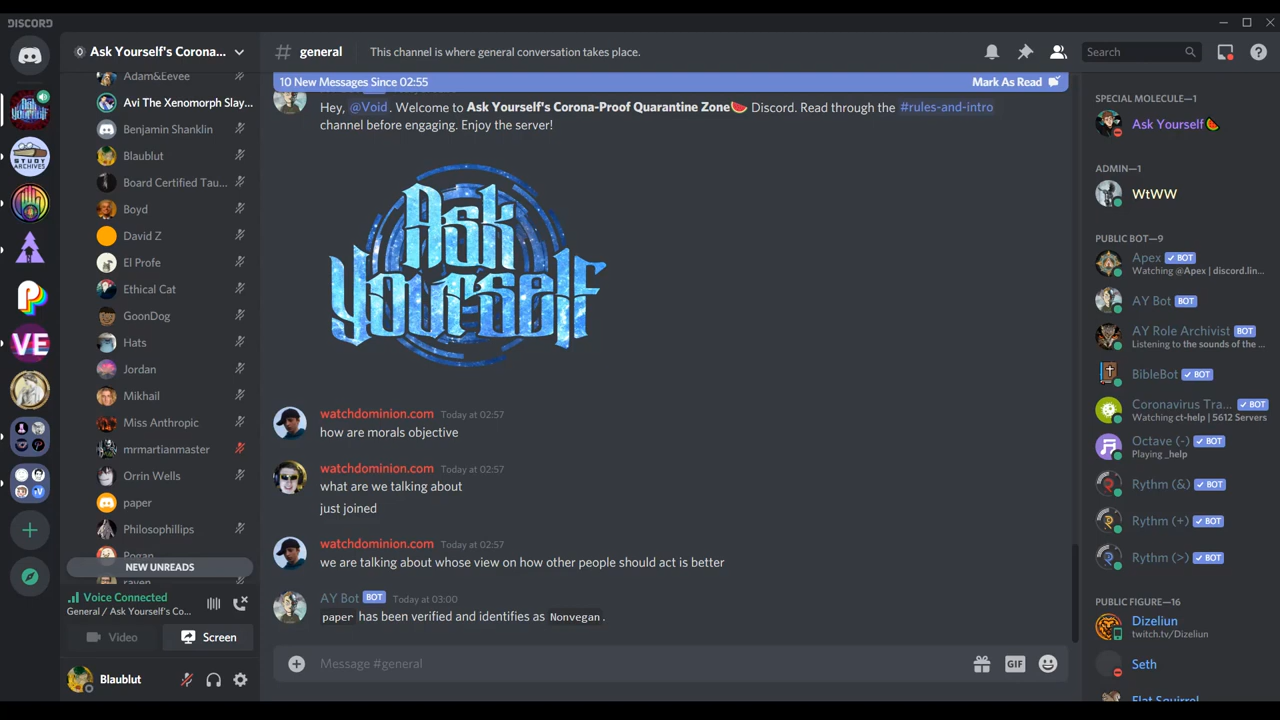 DISCORD
Ask Yourself's Corona...
# general
This channel is where general conversation takes place.
Search
10 New Messages Since 02:55
Mark As Read
Adam&Eevee
Avi The Xenomorph Slay...
Benjamin Shanklin
Blaublut
Board Certified Tau...
Boyd
David Z
El Profe
Ethical Cat
GoonDog
Hats
Jordan
Mikhail
Miss Anthropic
mrmartianmaster
Orrin Wells
paper
Philosophillips
Pogan
raven
NEW UNREADS
Voice Connected
General / Ask Yourself's Co...
Video
Screen
Blaublut
STUDY
ARCHIVES
VE
Hey, @Void. Welcome to Ask Yourself's Corona-Proof Quarantine Zone🍉 Discord. Read through the #rules-and-intro
channel before engaging. Enjoy the server!
Ask
Yourself
watchdominion.com Today at 02:57
how are morals objective
watchdominion.com Today at 02:57
what are we talking about
just joined
watchdominion.com Today at 02:57
we are talking about whose view on how other people should act is better
AY Bot BOT Today at 03:00
paper has been verified and identifies as Nonvegan.
Message #general
GIF
SPECIAL MOLECULE—1
Ask Yourself🍉
ADMIN—1
WtWW
PUBLIC BOT—9
Apex ✓ BOT
Watching @Apex | discord.lin...
AY Bot BOT
AY Role Archivist BOT
Listening to the sounds of the ...
BibleBot ✓ BOT
Coronavirus Tra... ✓ BOT
Watching ct-help | 5612 Servers
Octave (-) ✓ BOT
Playing _help
Rythm (&) ✓ BOT
Rythm (+) ✓ BOT
Rythm (>) ✓ BOT
PUBLIC FIGURE—16
Dizeliun
twitch.tv/Dizeliun
Seth
Flat Squirrel